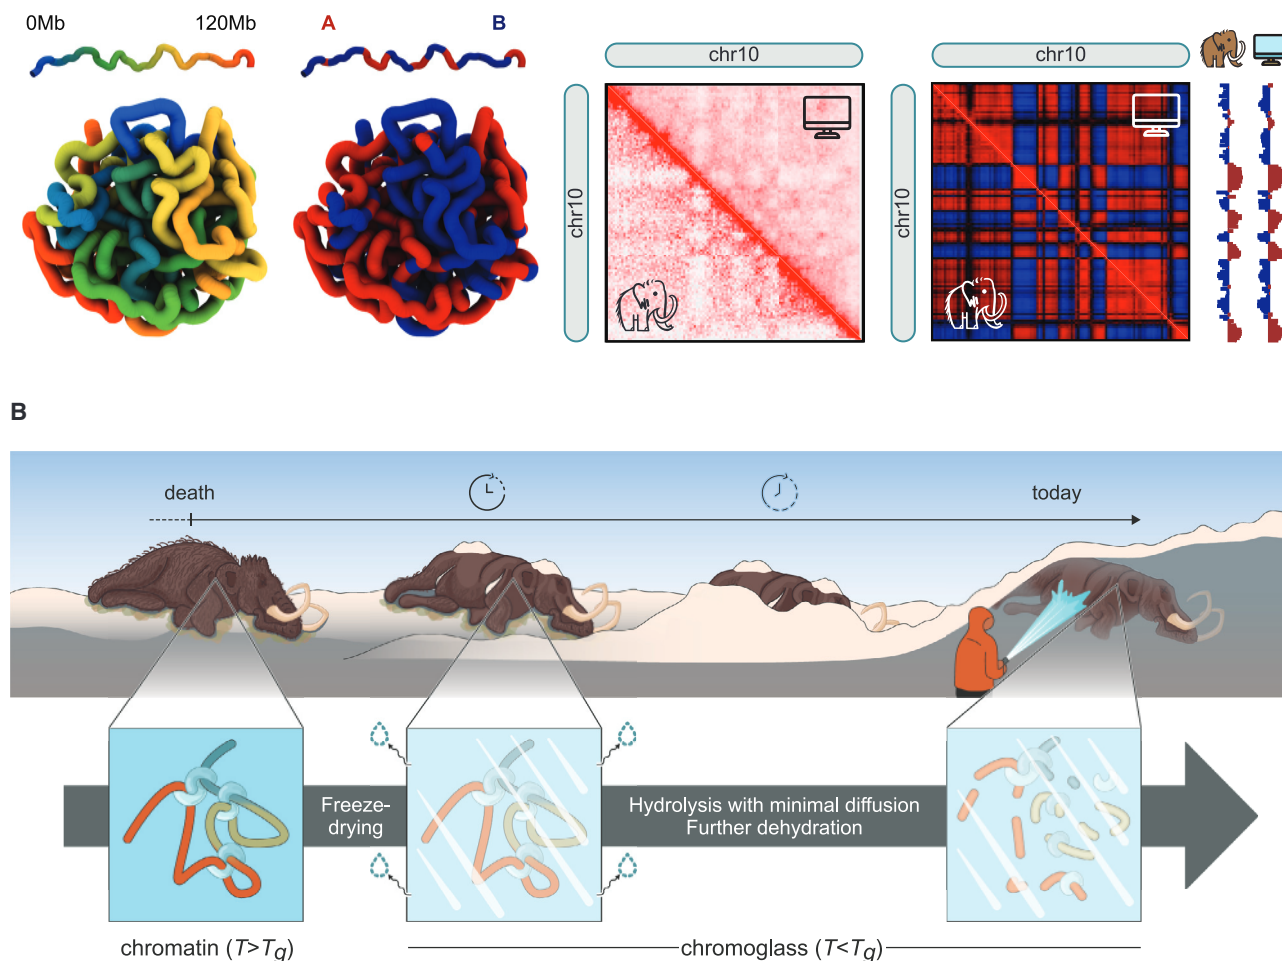 0Mb 120Mb
A B
chr10
chr10
chr10
chr10
B
death
today
Freeze-
drying
Hydrolysis with minimal diffusion
Further dehydration
chromatin (T>Tg)
chromoglass (T<Tg)